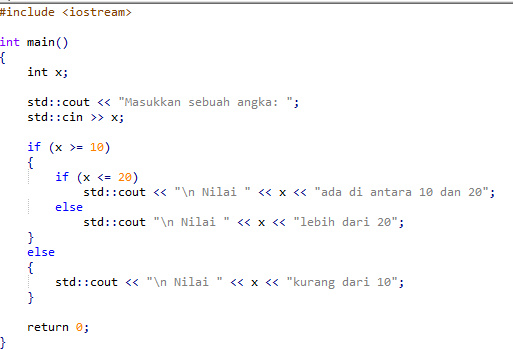 #include <iostream>

int main()
{
    int x;

    std::cout << "Masukkan sebuah angka: ";
    std::cin >> x;

    if (x >= 10)
    {
        if (x <= 20)
            std::cout << "\n Nilai " << x << "ada di antara 10 dan 20";
        else
            std::cout "\n Nilai " << x << "lebih dari 20";
    }
    else
    {
        std::cout << "\n Nilai " << x << "kurang dari 10";
    }

    return 0;
}